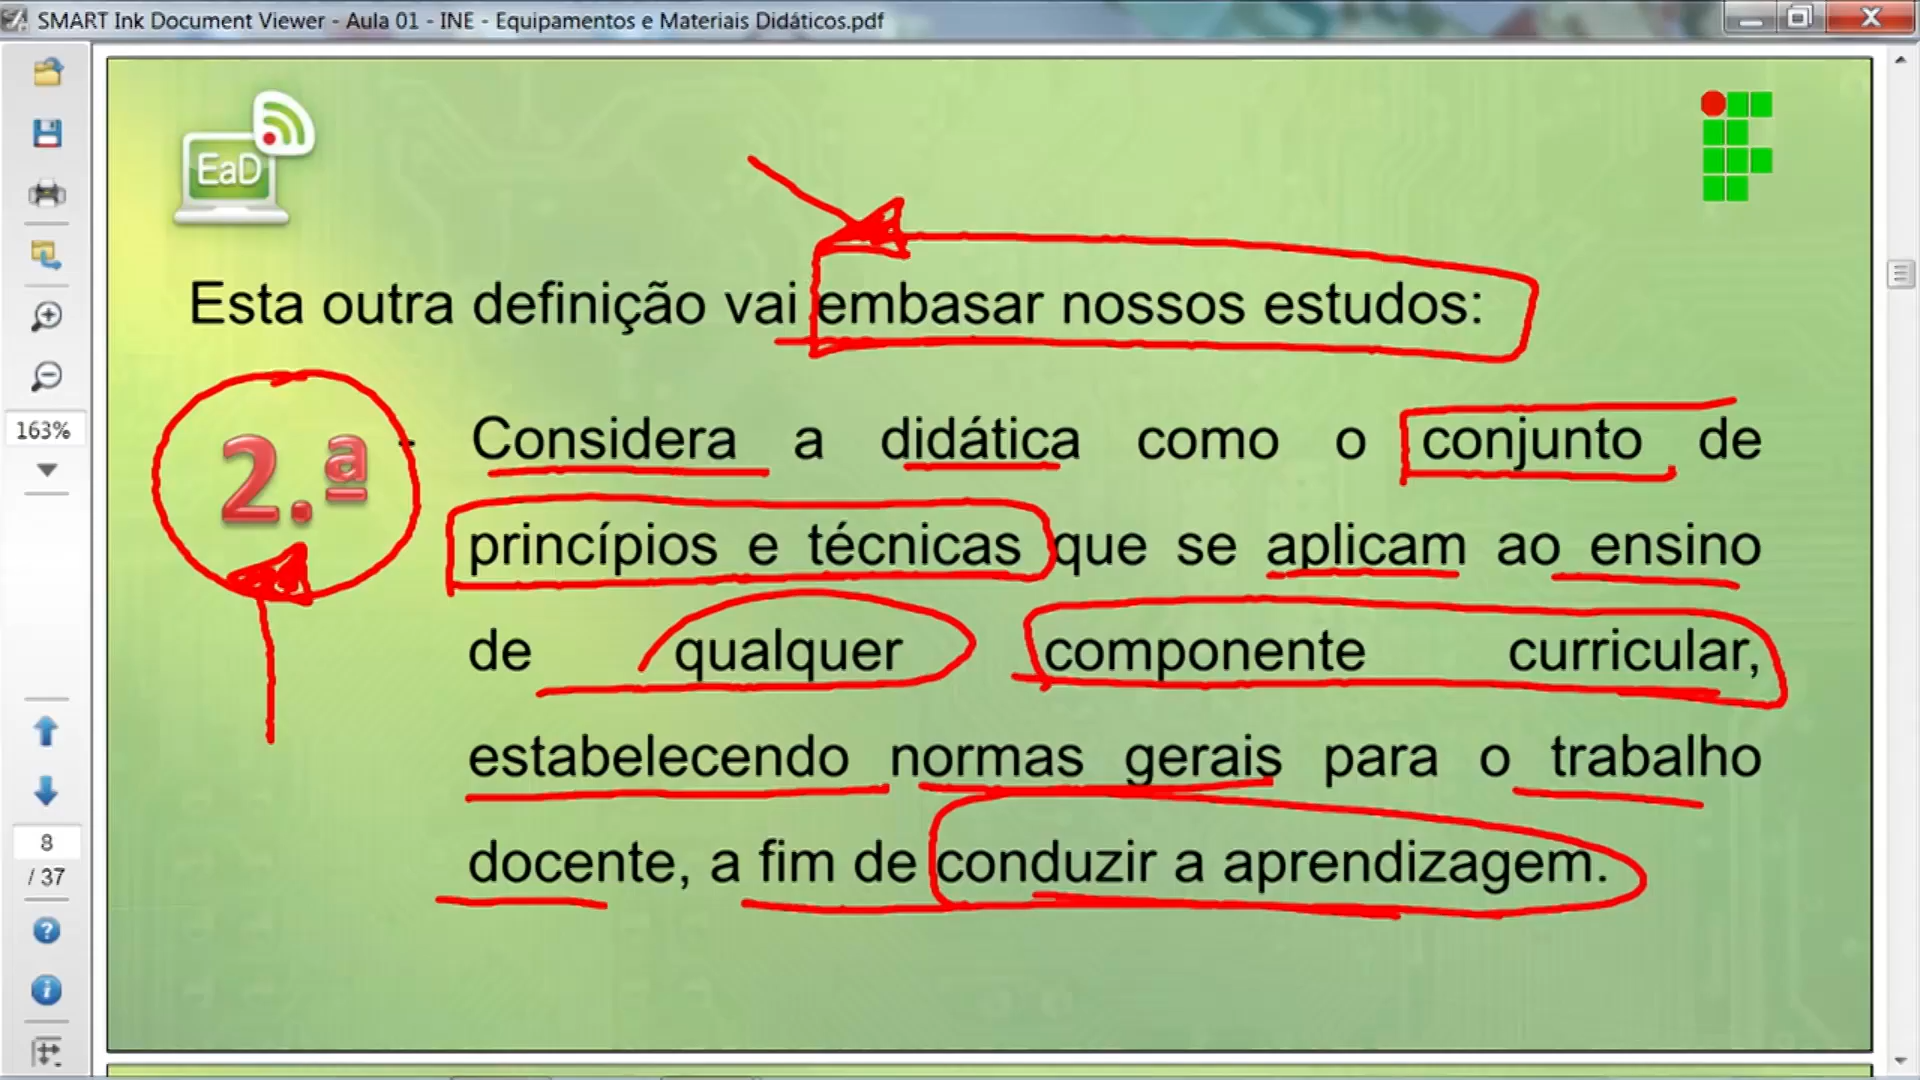 SMART Ink Document Viewer - Aula 01 - INE - Equipamentos e Materiais Didáticos.pdf
EaD
Esta outra definição vai embasar nossos estudos:
2.ª - Considera a didática como o conjunto de
princípios e técnicas que se aplicam ao ensino
de qualquer componente curricular,
estabelecendo normas gerais para o trabalho
docente, a fim de conduzir a aprendizagem.
163%
8
/ 37